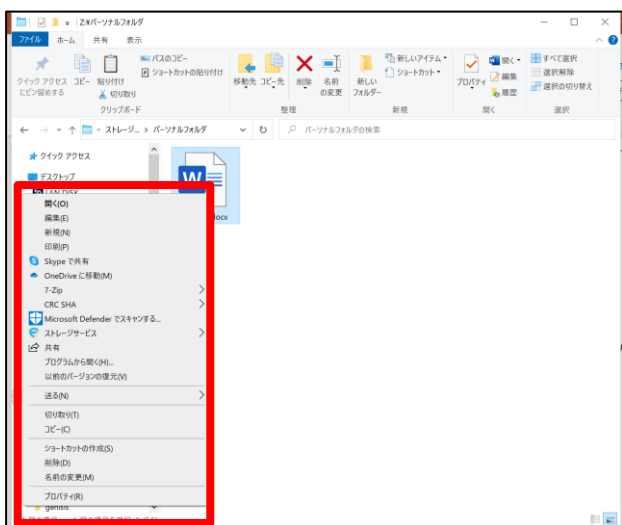 Z:¥パーソナルフォルダ
ファイル ホーム 共有 表示
クイック アクセスにピン留めする
コピー
貼り付け
パスのコピー
ショートカットの貼り付け
切り取り
移動先 コピー先 削除 名前の変更
新しいフォルダー
新しいアイテム
ショートカット
プロパティ
開く
編集
履歴
すべて選択
選択解除
選択の切り替え
クリップボード 整理 新規 開く 選択
« ストレージ... > パーソナルフォルダ
パーソナルフォルダの検索
クイック アクセス
デスクトップ
LAN DISK
W
docx
開く(O)
編集(E)
新規(N)
印刷(P)
Skype で共有
OneDrive に移動(M)
7-Zip
CRC SHA
Microsoft Defender でスキャンする...
ストレージサービス
共有
プログラムから開く(H)...
以前のバージョンの復元(V)
送る(N)
切り取り(T)
コピー(C)
ショートカットの作成(S)
削除(D)
名前の変更(M)
プロパティ(R)
genisis